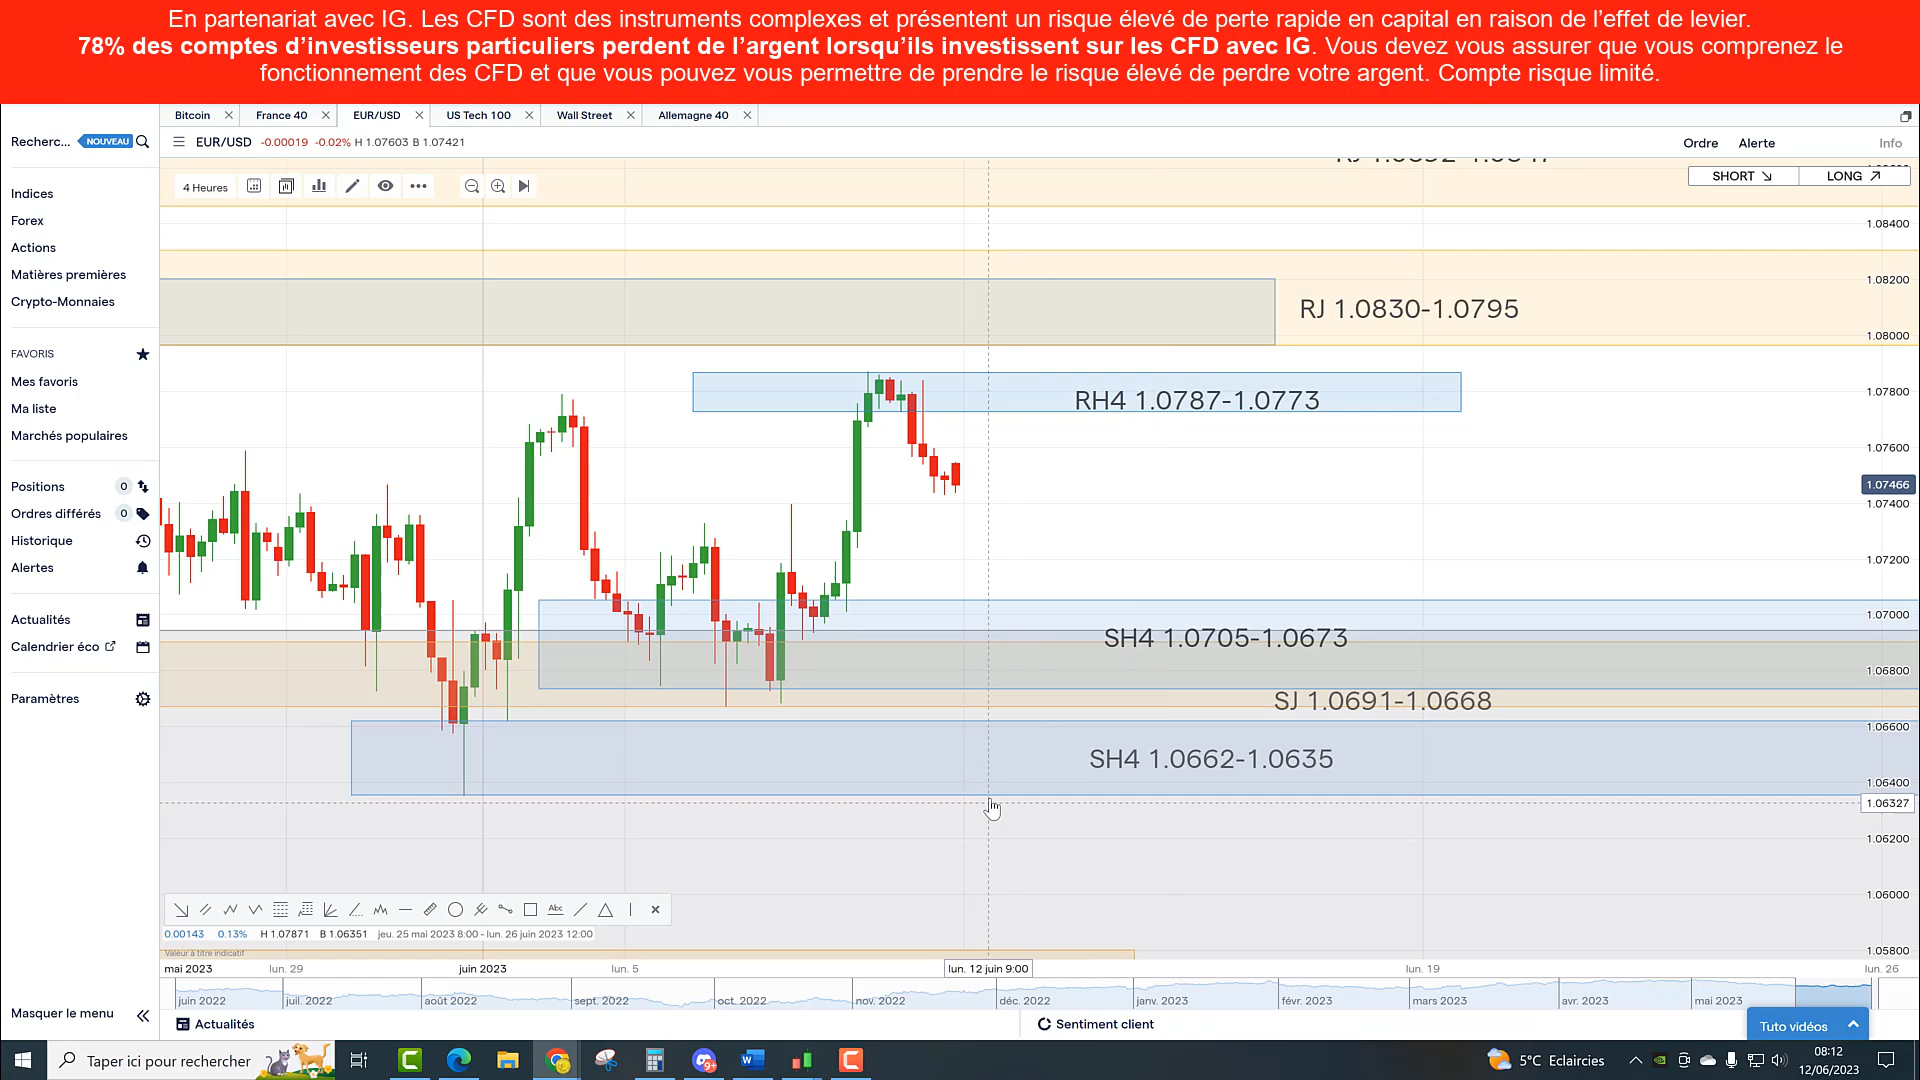 En partenariat avec IG. Les CFD sont des instruments complexes et présentent un risque élevé de perte rapide en capital en raison de l’effet de levier.
78% des comptes d’investisseurs particuliers perdent de l’argent lorsqu’ils investissent sur les CFD avec IG. Vous devez vous assurer que vous comprenez le
fonctionnement des CFD et que vous pouvez vous permettre de prendre le risque élevé de perdre votre argent. Compte risque limité.
Bitcoin France 40 EUR/USD US Tech 100 Wall Street Allemagne 40
Recherc... NOUVEAU
EUR/USD -0.00019 -0.02% H 1.07603 B 1.07421
Ordre Alerte Info
4 Heures
SHORT LONG
Indices
Forex
Actions
Matières premières
Crypto-Monnaies
FAVORIS
Mes favoris
Ma liste
Marchés populaires
Positions 0
Ordres différés 0
Historique
Alertes
Actualités
Calendrier éco
Paramètres
Masquer le menu
RJ 1.0830-1.0795
RH4 1.0787-1.0773
SH4 1.0705-1.0673
SJ 1.0691-1.0668
SH4 1.0662-1.0635
1.08400
1.08200
1.08000
1.07800
1.07600
1.07466
1.07400
1.07200
1.07000
1.06800
1.06600
1.06400
1.06327
1.06200
1.06000
1.05800
Abc
0.00143 0.13% H 1.07871 B 1.06351 jeu. 25 mai 2023 8:00 - lun. 26 juin 2023 12:00
Valeur à titre indicatif
mai 2023 lun. 29 juin 2023 lun. 5 lun. 12 juin 9:00 lun. 19 lun. 26
juin 2022 juil. 2022 août 2022 sept. 2022 oct. 2022 nov. 2022 déc. 2022 janv. 2023 févr. 2023 mars 2023 avr. 2023 mai 2023
Actualités Sentiment client
Tuto vidéos
Taper ici pour rechercher
5°C Eclaircies
08:12
12/06/2023